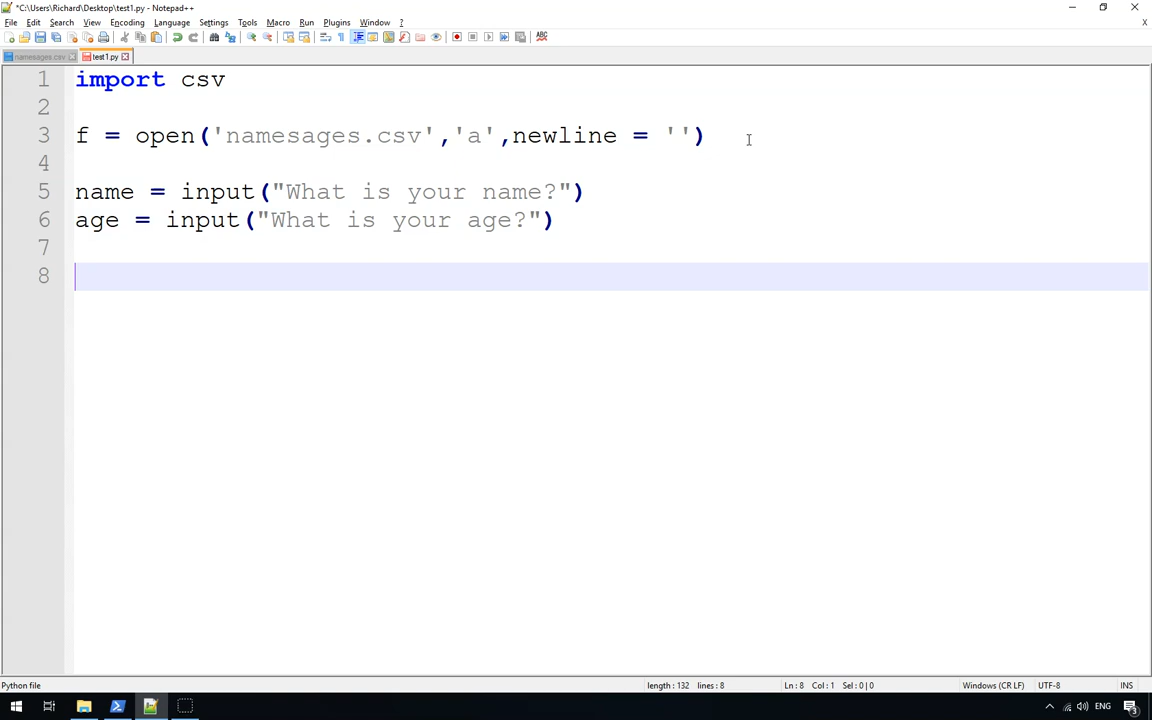 *C:\Users\Richard\Desktop\test1.py - Notepad++
File Edit Search View Encoding Language Settings Tools Macro Run Plugins Window ?
X
namesages.csv test1.py
1 import csv
2
3 f = open('namesages.csv','a',newline = '')
4
5 name = input("What is your name?")
6 age = input("What is your age?")
7
8
Python file length : 132 lines : 8 Ln : 8 Col : 1 Sel : 0 | 0 Windows (CR LF) UTF-8 INS
ENG 3